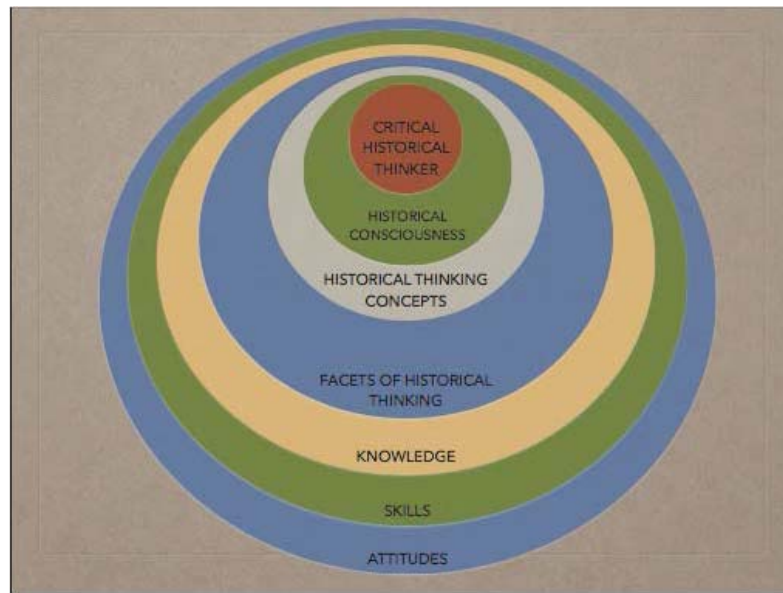 CRITICAL
HISTORICAL
THINKER
HISTORICAL
CONSCIOUSNESS
HISTORICAL THINKING
CONCEPTS
FACETS OF HISTORICAL
THINKING
KNOWLEDGE
SKILLS
ATTITUDES